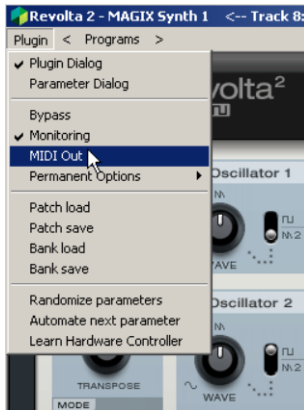 Revolta 2 - MAGIX Synth 1 <-- Track 8:
Plugin < Programs >
Plugin Dialog
Parameter Dialog
Bypass
Monitoring
MIDI Out
Permanent Options
Patch load
Patch save
Bank load
Bank save
Randomize parameters
Automate next parameter
Learn Hardware Controller
volta²
Oscillator 1
WAVE
Oscillator 2
TRANSPOSE
WAVE
MODE